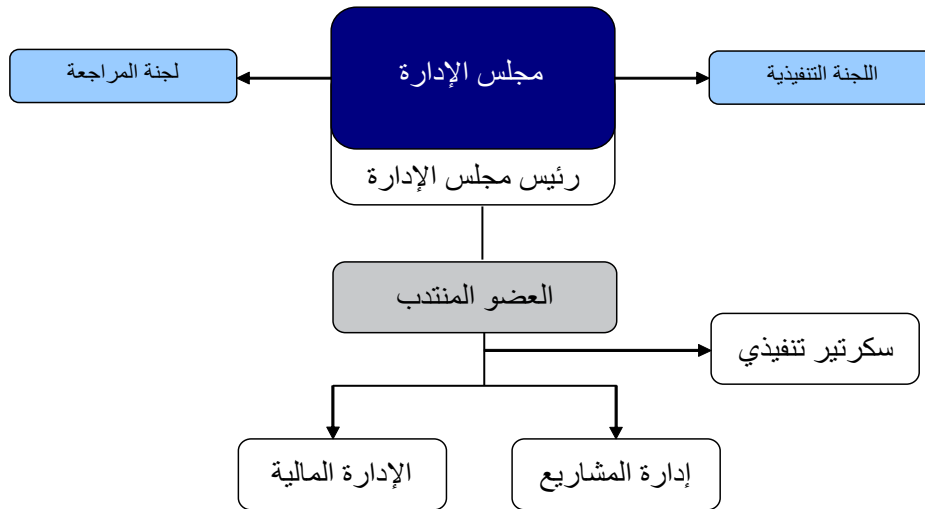 مجلس الإدارة
اللجنة التنفيذية
لجنة المراجعة
رئيس مجلس الإدارة
العضو المنتدب
سكرتير تنفيذي
إدارة المشاريع
الإدارة المالية